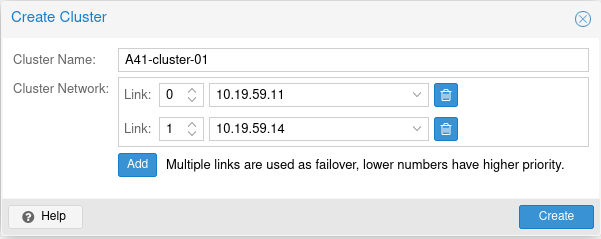 Create Cluster
Cluster Name: A41-cluster-01
Cluster Network: Link: 0 10.19.59.11
Link: 1 10.19.59.14
Add Multiple links are used as failover, lower numbers have higher priority.
Help Create